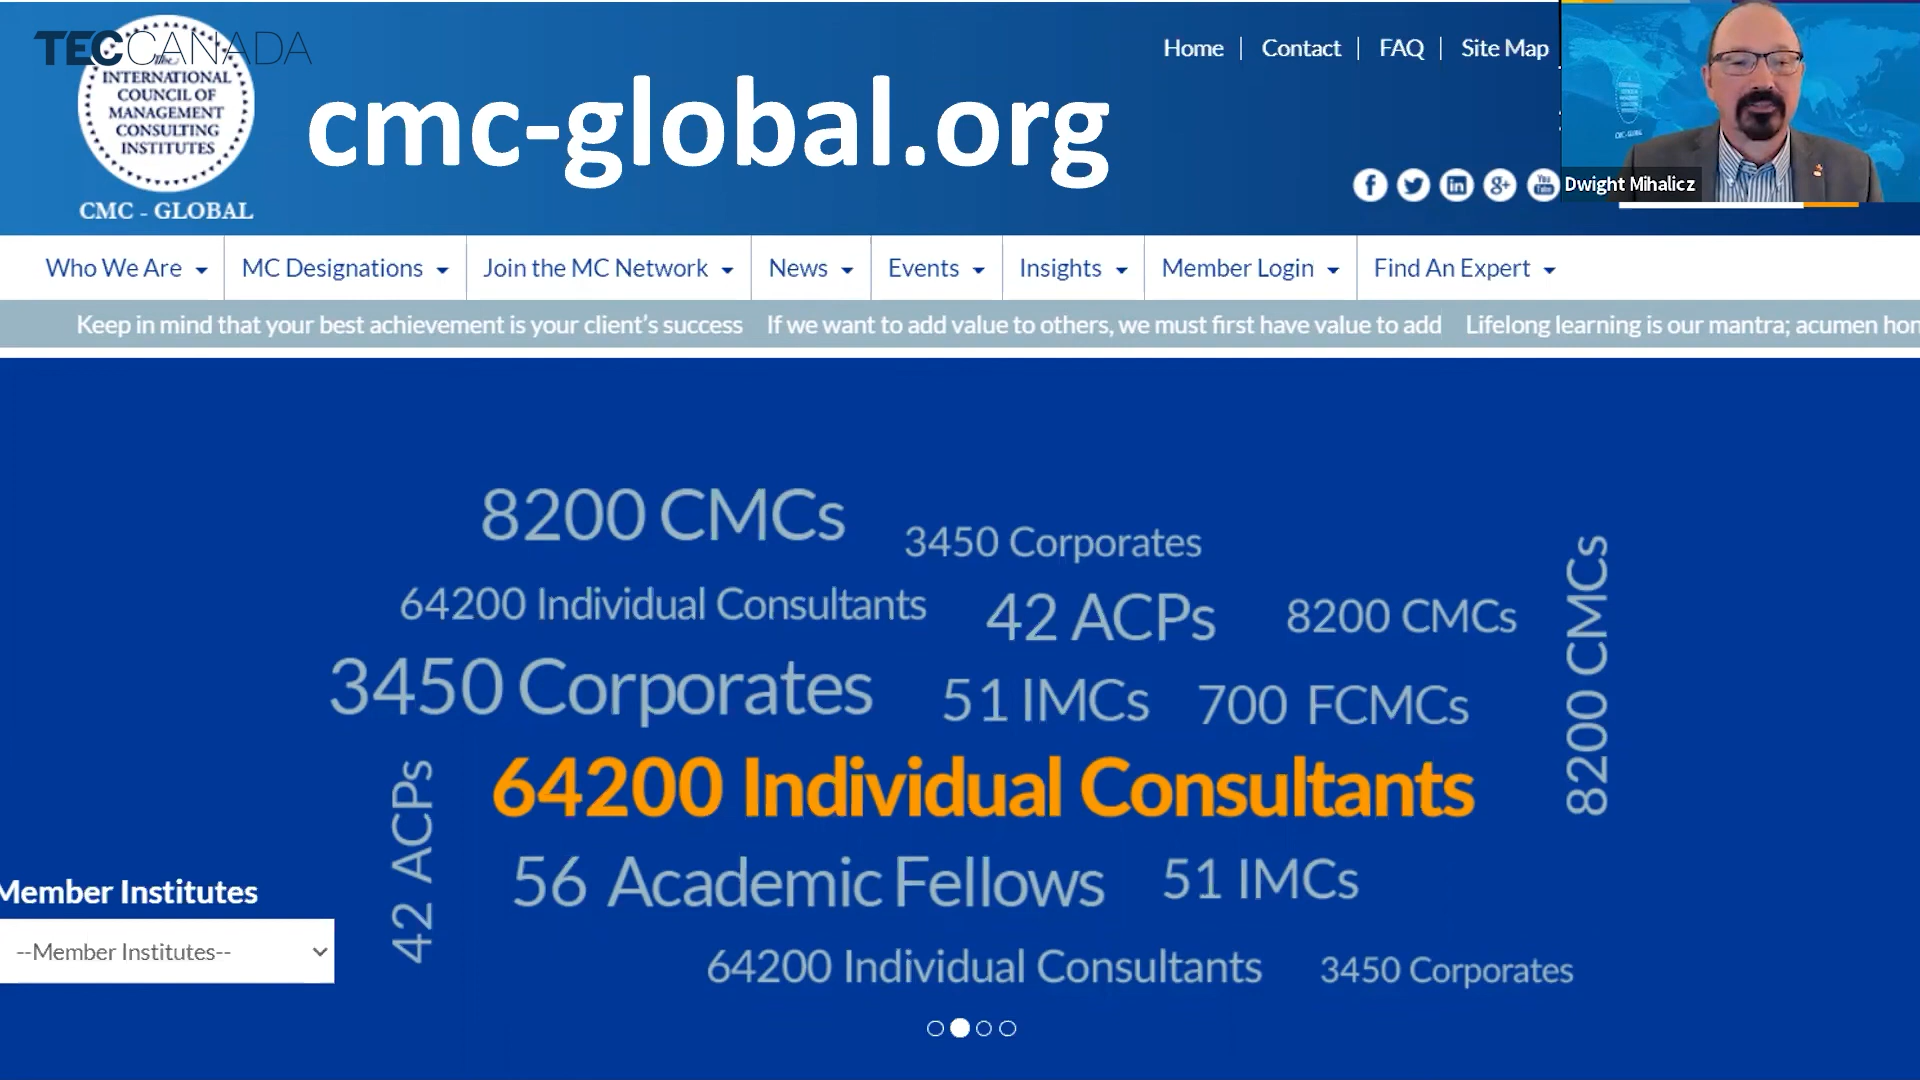 TECCANADA
the
INTERNATIONAL
COUNCIL OF
MANAGEMENT
CONSULTING
INSTITUTES
CMC - GLOBAL
cmc-global.org
Home | Contact | FAQ | Site Map
Dwight Mihalicz
Who We Are
MC Designations
Join the MC Network
News
Events
Insights
Member Login
Find An Expert
Keep in mind that your best achievement is your client's success
If we want to add value to others, we must first have value to add
Lifelong learning is our mantra; acumen
8200 CMCs
3450 Corporates
8200 CMCs
64200 Individual Consultants
42 ACPs
8200 CMCs
3450 Corporates
51 IMCs
700 FCMCs
64200 Individual Consultants
42 ACPs
56 Academic Fellows
51 IMCs
Member Institutes
--Member Institutes--
64200 Individual Consultants
3450 Corporates